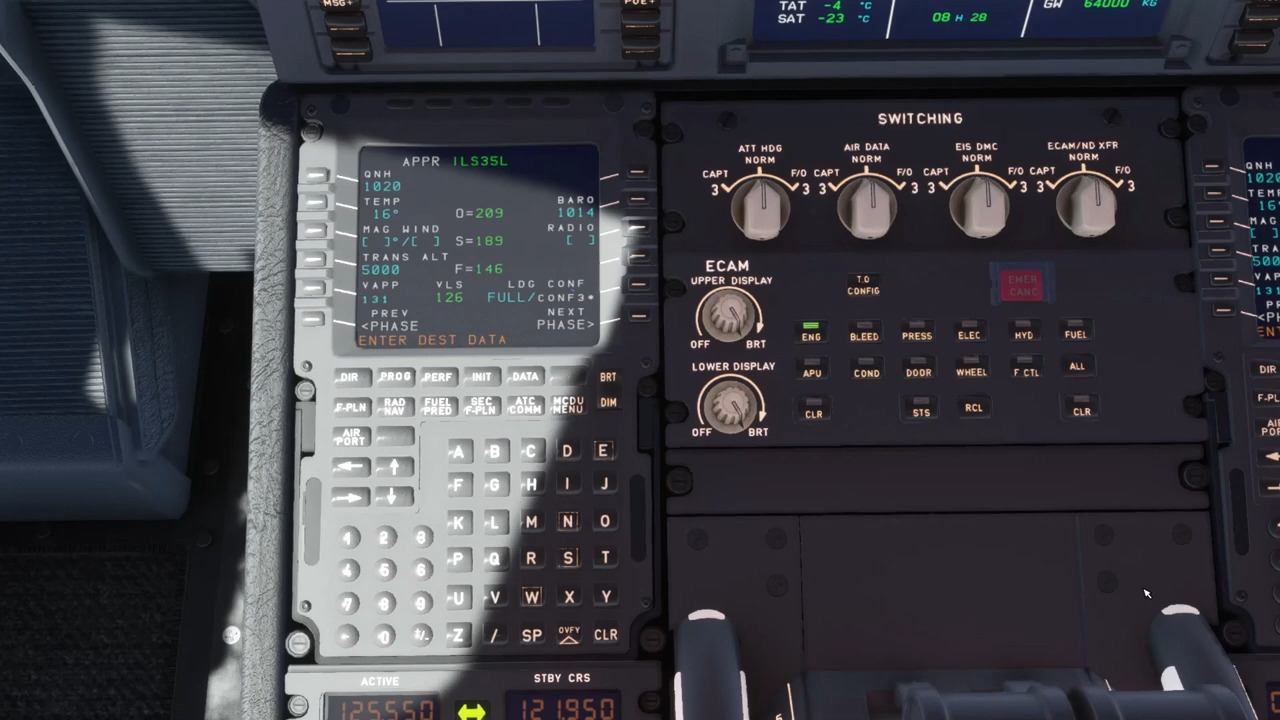 MSG+
TAT -4 °C
SAT -23 °C
08 H 28
GW 64000 KG
SWITCHING
ATT HDG
NORM
CAPT 3
F/O 3
AIR DATA
NORM
CAPT 3
F/O 3
EIS DMC
NORM
CAPT 3
F/O 3
ECAM/ND XFR
NORM
CAPT 3
F/O 3
APPR ILS35L
QNH
1020 BARO
TEMP
16° O=209 1014
MAG WIND RADIO
[ ]°/[ ] S=189 [ ]
TRANS ALT
5000 F=146
VAPP VLS LDG CONF
131 126 FULL/CONF3*
PREV NEXT
<PHASE PHASE>
ENTER DEST DATA
DIR PROG PERF INIT DATA BRT
F-PLN RAD NAV FUEL PRED SEC F-PLN ATC COMM MCDU MENU DIM
AIR PORT
A B C D E
F G H I J
K L M N O
P Q R S T
U V W X Y
Z / SP OVFY CLR
1 2 3
4 5 6
7 8 9
0
ECAM
UPPER DISPLAY
OFF BRT
LOWER DISPLAY
OFF BRT
T.O CONFIG
EMER CANC
ENG BLEED PRESS ELEC HYD FUEL
APU COND DOOR WHEEL F CTL ALL
CLR STS RCL CLR
ACTIVE
125.550
STBY CRS
121.950
QNH
TEMP
MAG
TRAN
VAPP
DIR